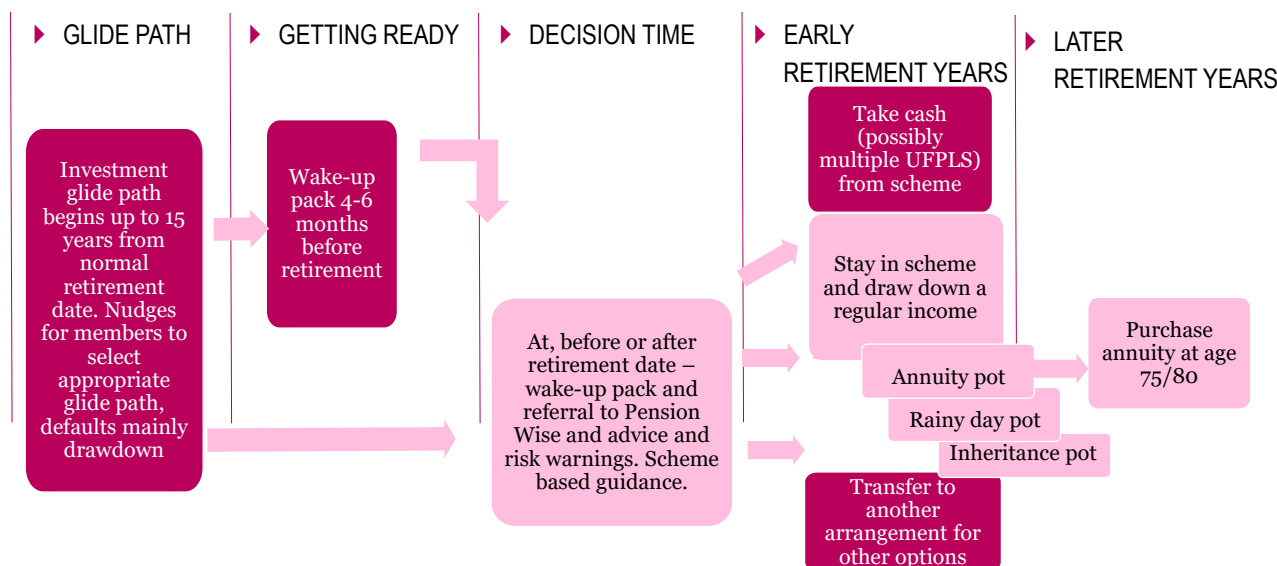 GLIDE PATH
GETTING READY
DECISION TIME
EARLY
RETIREMENT YEARS
LATER
RETIREMENT YEARS
Investment
glide path
begins up to 15
years from
normal
retirement
date. Nudges
for members to
select
appropriate
glide path,
defaults mainly
drawdown
Wake-up
pack 4-6
months
before
retirement
At, before or after
retirement date –
wake-up pack and
referral to Pension
Wise and advice and
risk warnings. Scheme
based guidance.
Take cash
(possibly
multiple UFPLS)
from scheme
Stay in scheme
and draw down a
regular income
Annuity pot
Rainy day pot
Inheritance pot
Transfer to
another
arrangement for
other options
Purchase
annuity at age
75/80